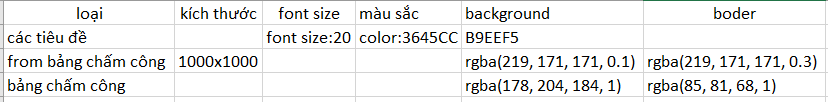 loại kích thước font size màu sắc background boder
các tiêu đề font size:20 color:3645CC B9EEF5
from bảng chấm công 1000x1000 rgba(219, 171, 171, 0.1) rgba(219, 171, 171, 0.3)
bảng chấm công rgba(178, 204, 184, 1) rgba(85, 81, 68, 1)